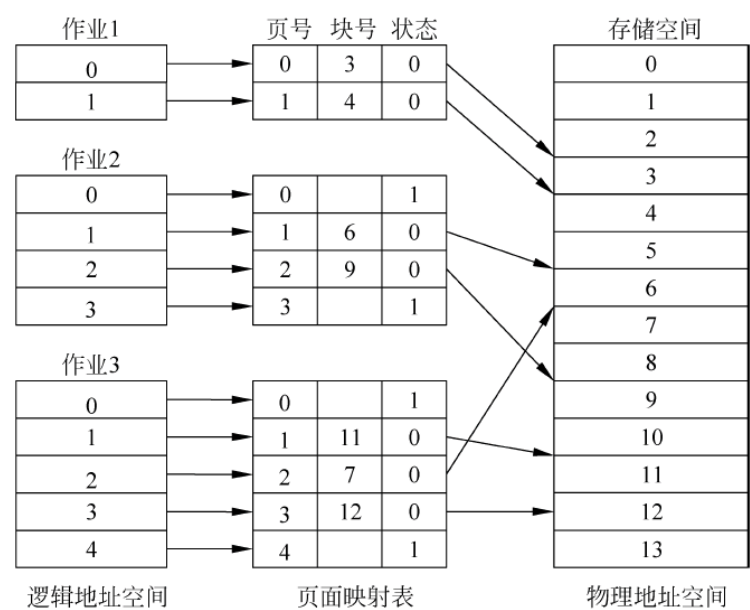 作业1 页号 块号 状态 存储空间
0 0 3 0 0
1 1 4 0 1
2
作业2 3
0 0 1 4
1 1 6 0 5
2 2 9 0 6
3 3 1 7
作业3 8
0 0 1 9
1 1 11 0 10
2 2 7 0 11
3 3 12 0 12
4 4 1 13
逻辑地址空间 页面映射表 物理地址空间